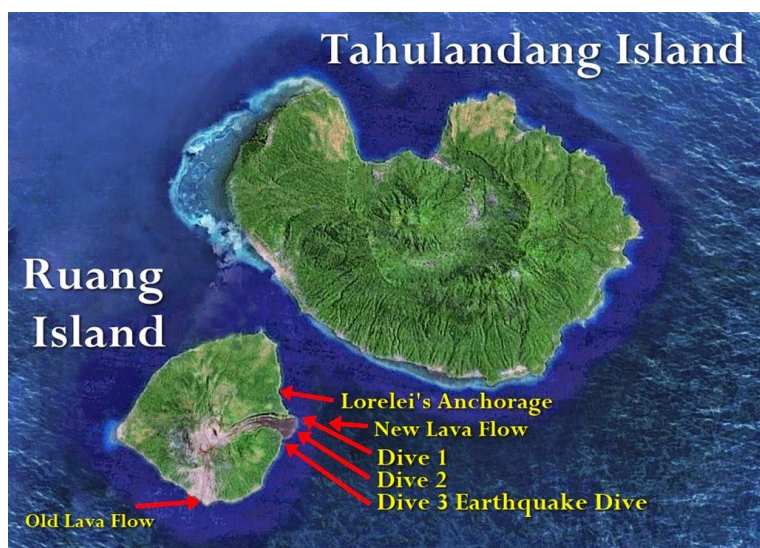 Tahulandang Island
Ruang
Island
Lorelei's Anchorage
New Lava Flow
Dive 1
Dive 2
Dive 3 Earthquake Dive
Old Lava Flow